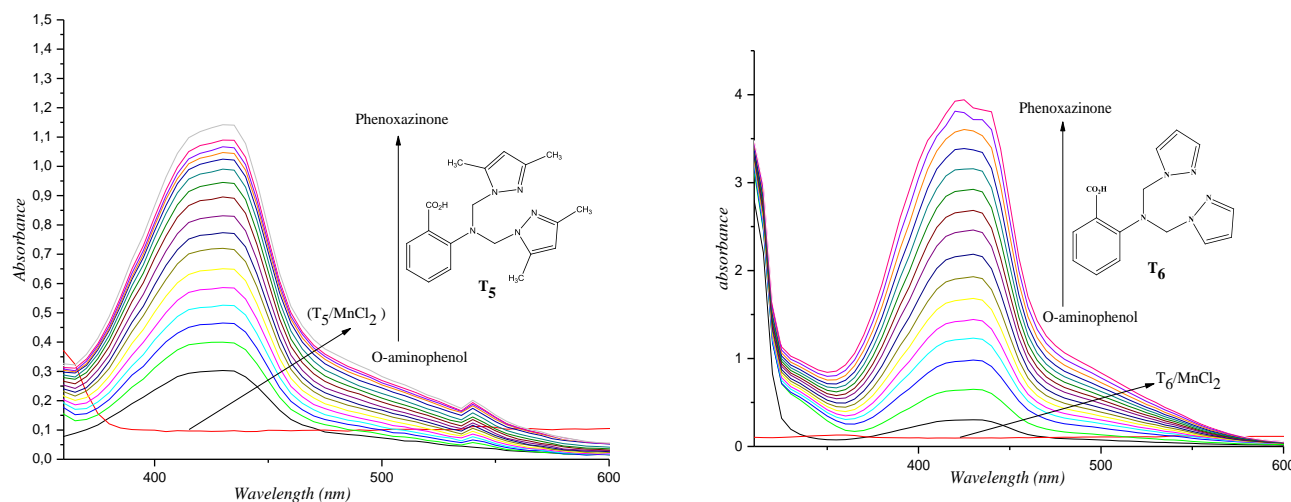 1,5
1,4
1,3
1,2
1,1
1,0
0,9
0,8
0,7
0,6
0,5
0,4
0,3
0,2
0,1
0,0
Absorbance
400
500
600
Wavelength (nm)
Phenoxazinone
CH3
H3C
N
N
CO2H
N
N
N
CH3
H3C
T5
(T5/MnCl2 )
O-aminophenol
4
3
2
1
0
absorbance
400
500
600
Wavelength (nm)
Phenoxazinone
N
N
CO2H
N
N
N
T6
O-aminophenol
T6/MnCl2